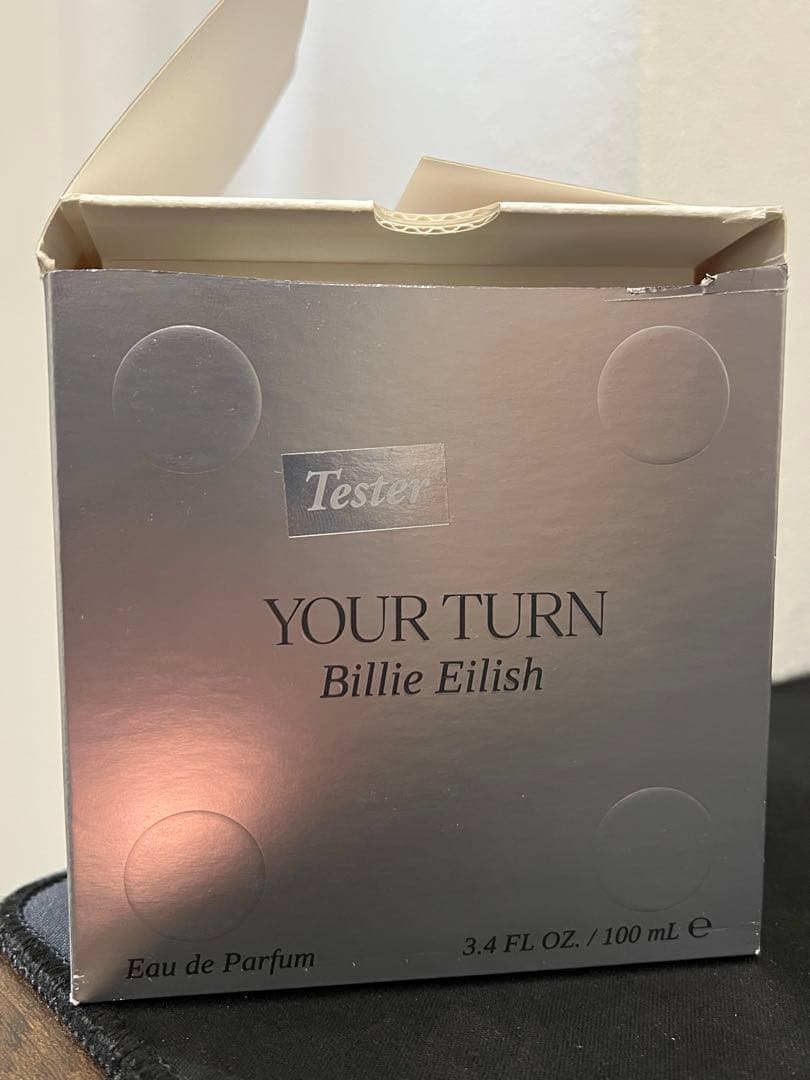 Tester
YOUR TURN
Billie Eilish
Eau de Parfum
3.4 FL OZ. / 100 mL ℮